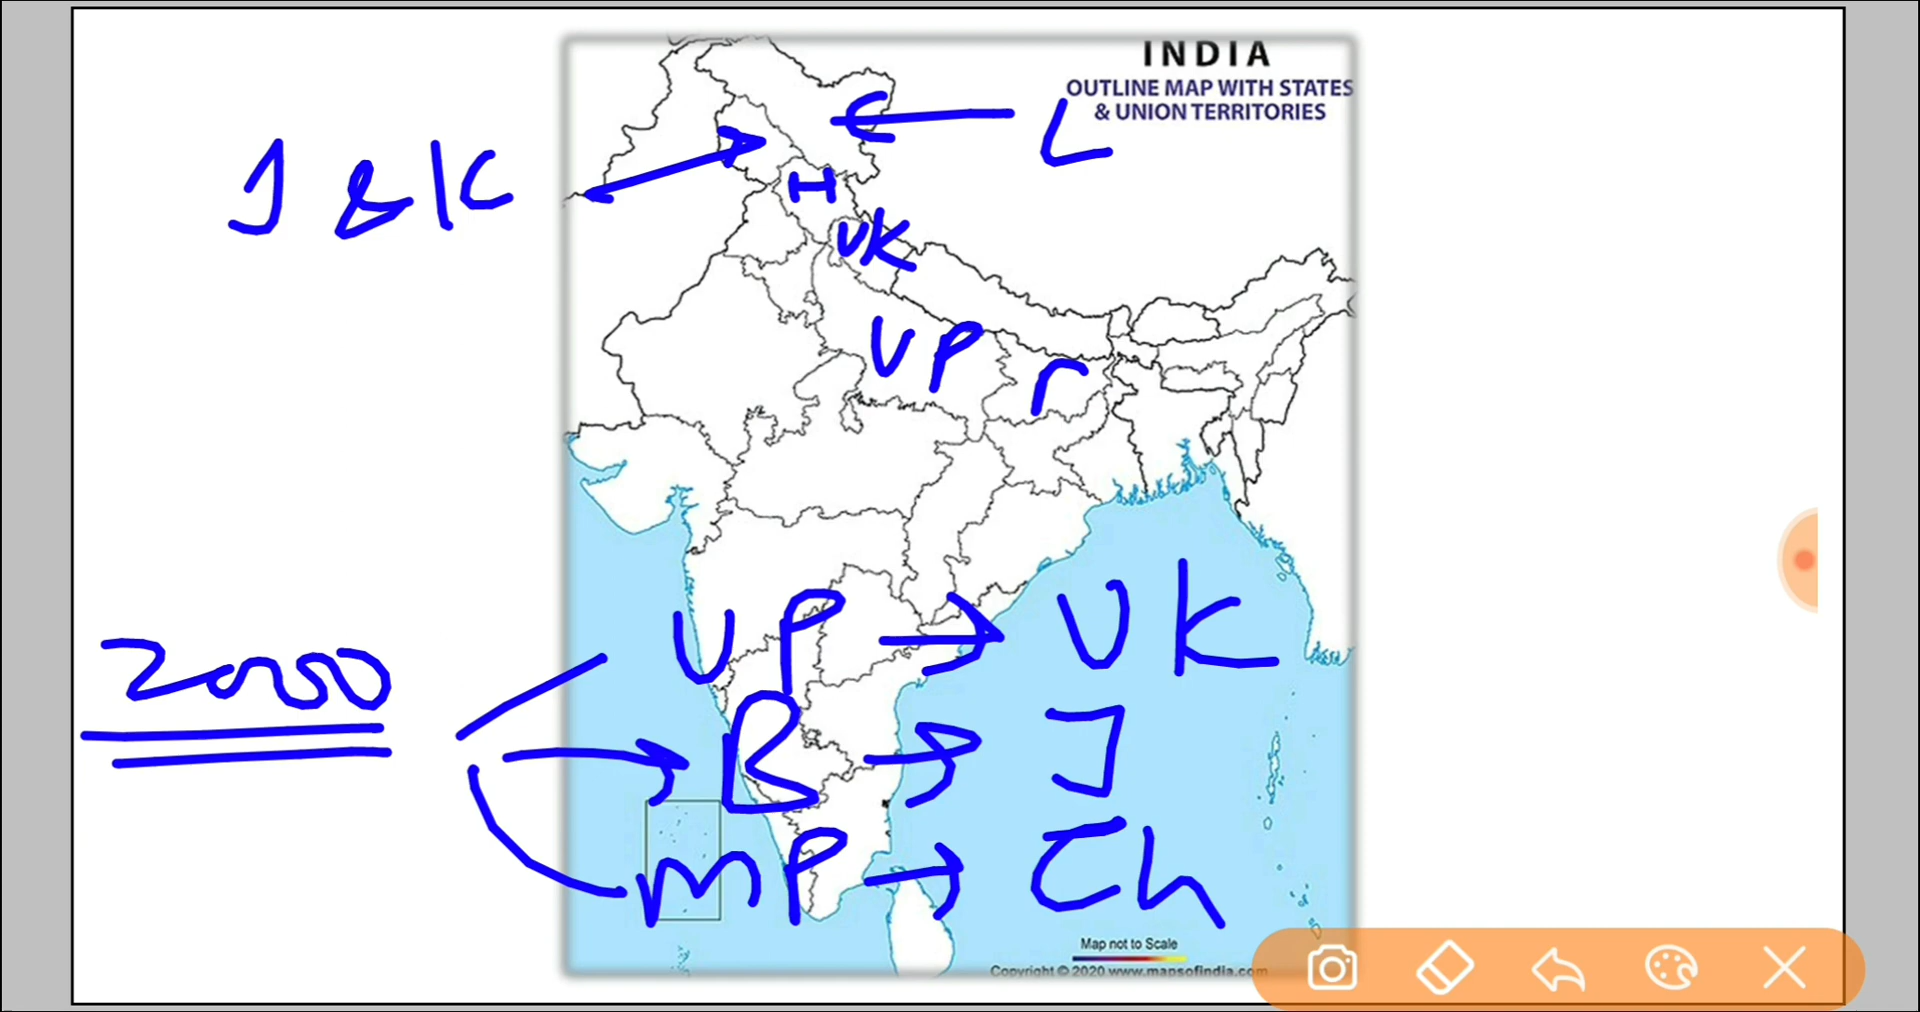 INDIA
OUTLINE MAP WITH STATES
& UNION TERRITORIES
L
J & K
H
UK
UP
2000
UP → UK
B → J
MP → Ch
Map not to Scale
Copyright © 2020 www.mapsofindia.com